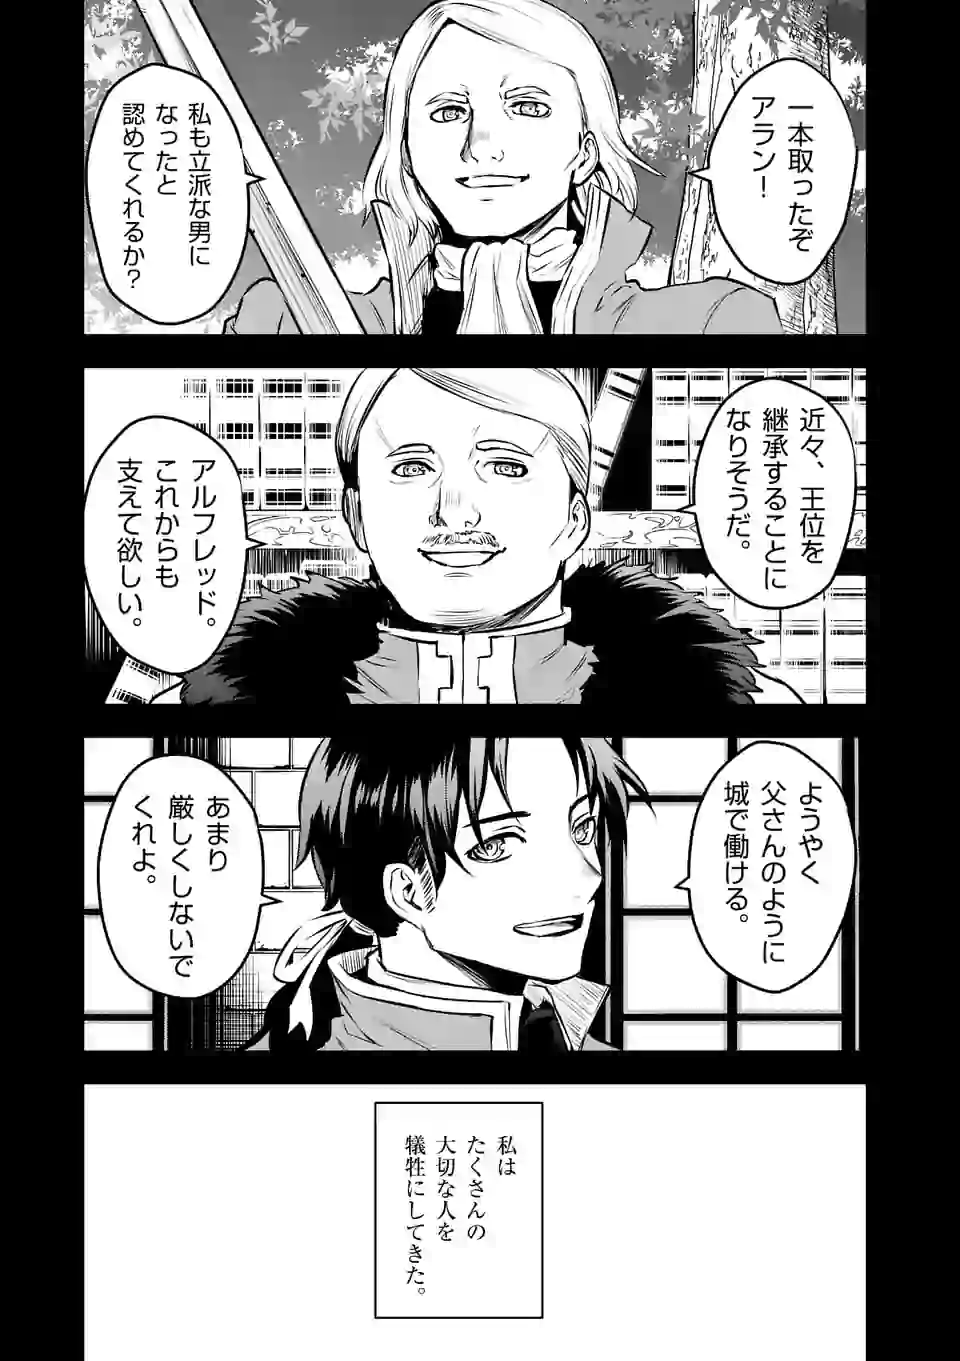 一本取ったぞ
アラン！
私も立派な男に
なったと
認めてくれるか？
近々、王位を
継承することに
なりそうだ。
アルフレッド。
これからも
支えて欲しい。
ようやく
父さんのように
城で働ける。
あまり
厳しくしないで
くれよ。
私は
たくさんの
大切な人を
犠牲にしてきた。